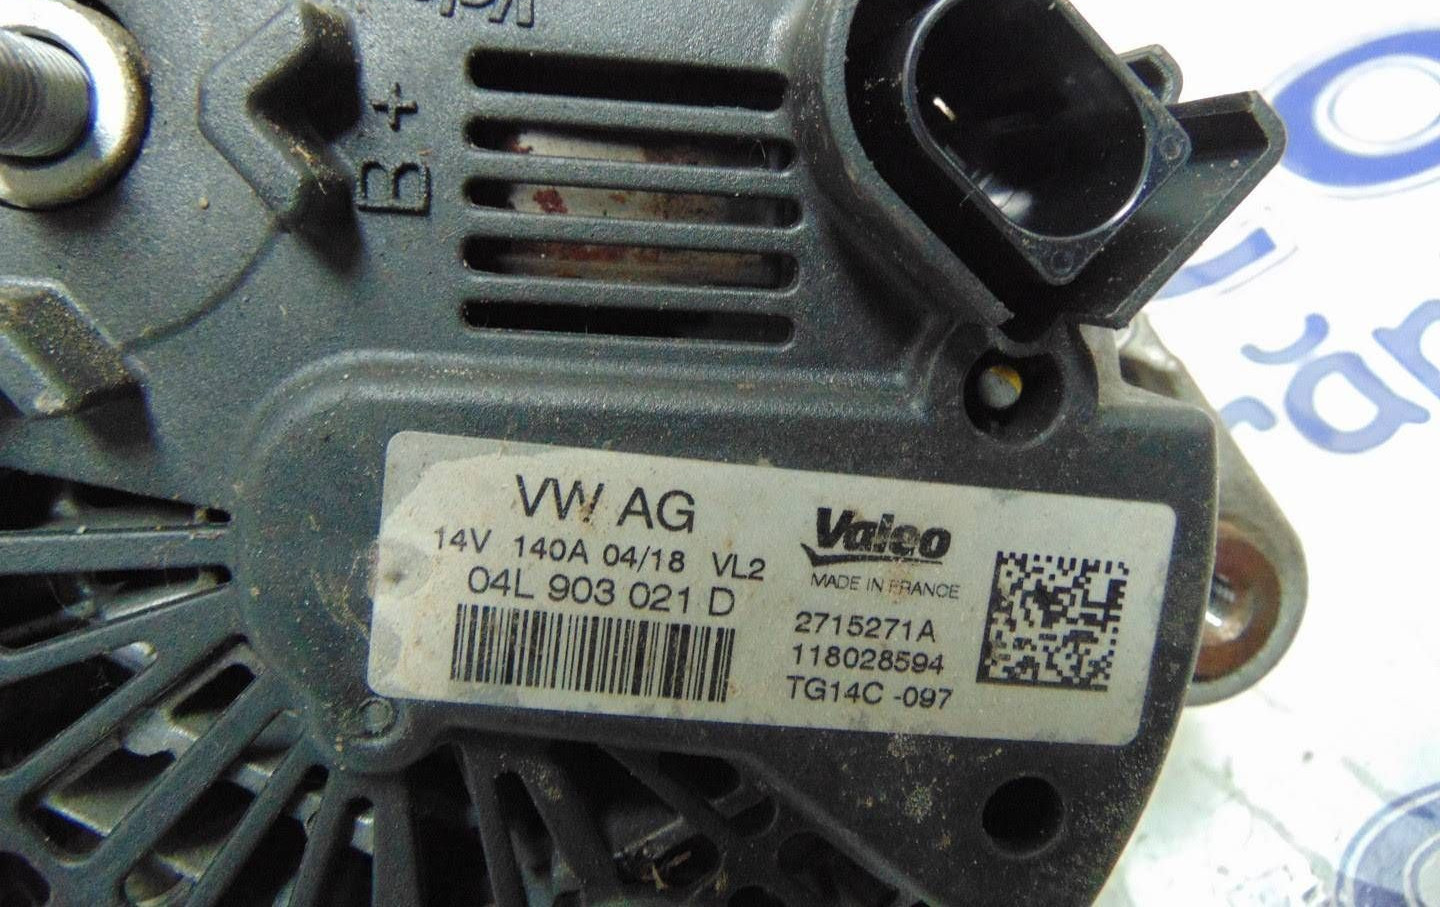 B+
VW AG
14V 140A 04/18 VL2
04L 903 021 D
Valeo
MADE IN FRANCE
2715271A
118028594
TG14C -097